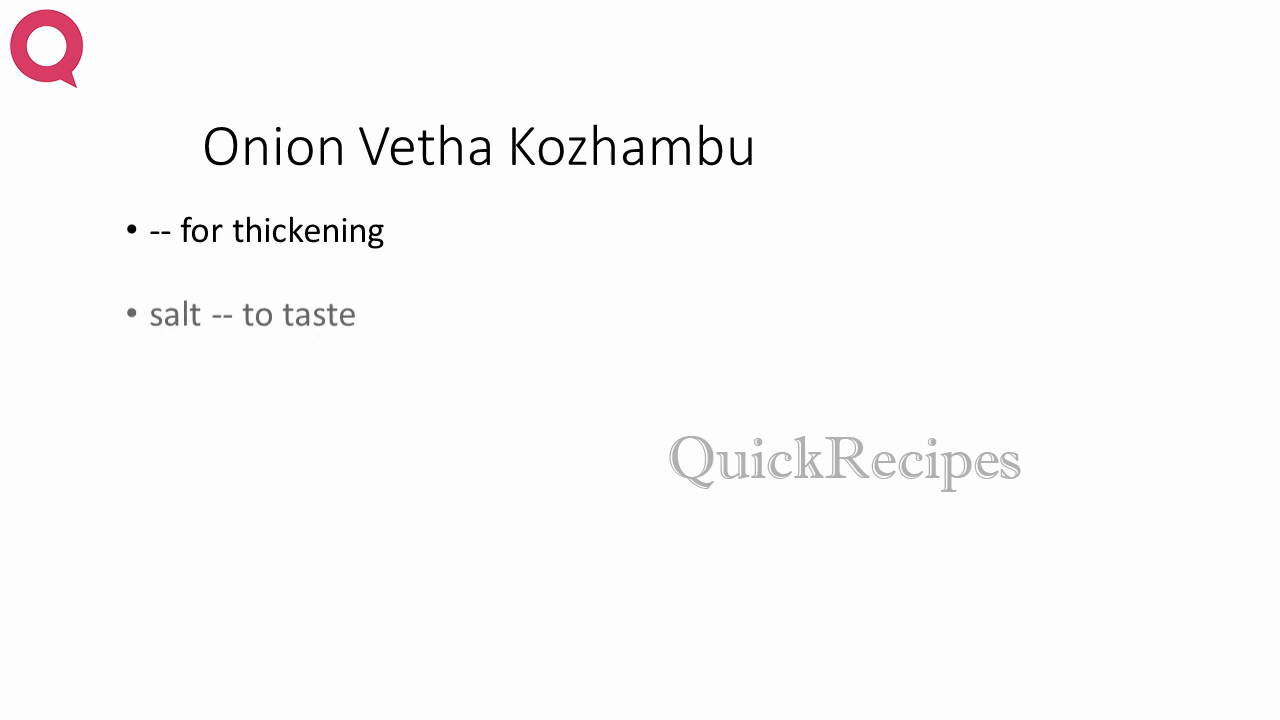 Onion Vetha Kozhambu
• -- for thickening
• salt -- to taste
QuickRecipes